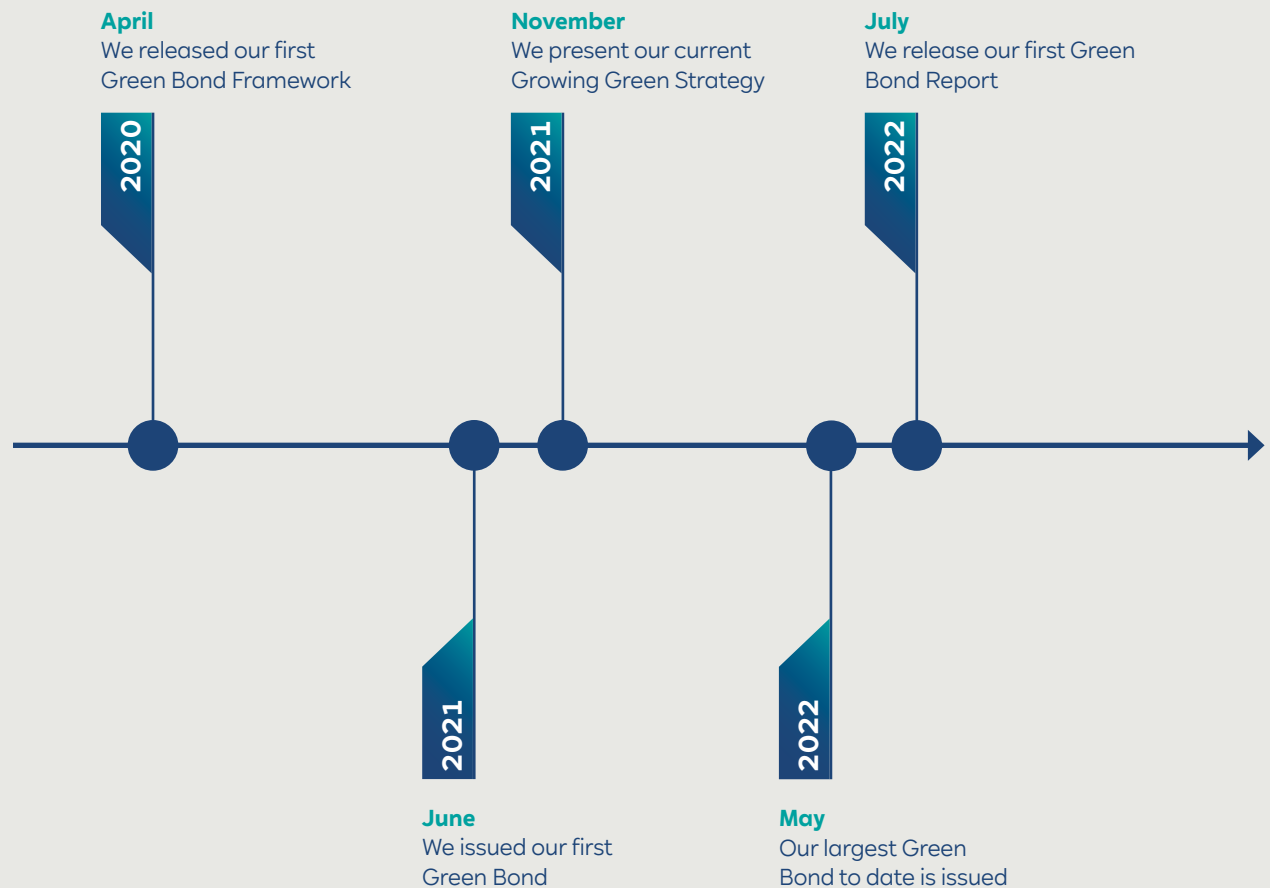 April
We released our first
Green Bond Framework
2020
November
We present our current
Growing Green Strategy
2021
July
We release our first Green
Bond Report
2022
2021
June
We issued our first
Green Bond
2022
May
Our largest Green
Bond to date is issued